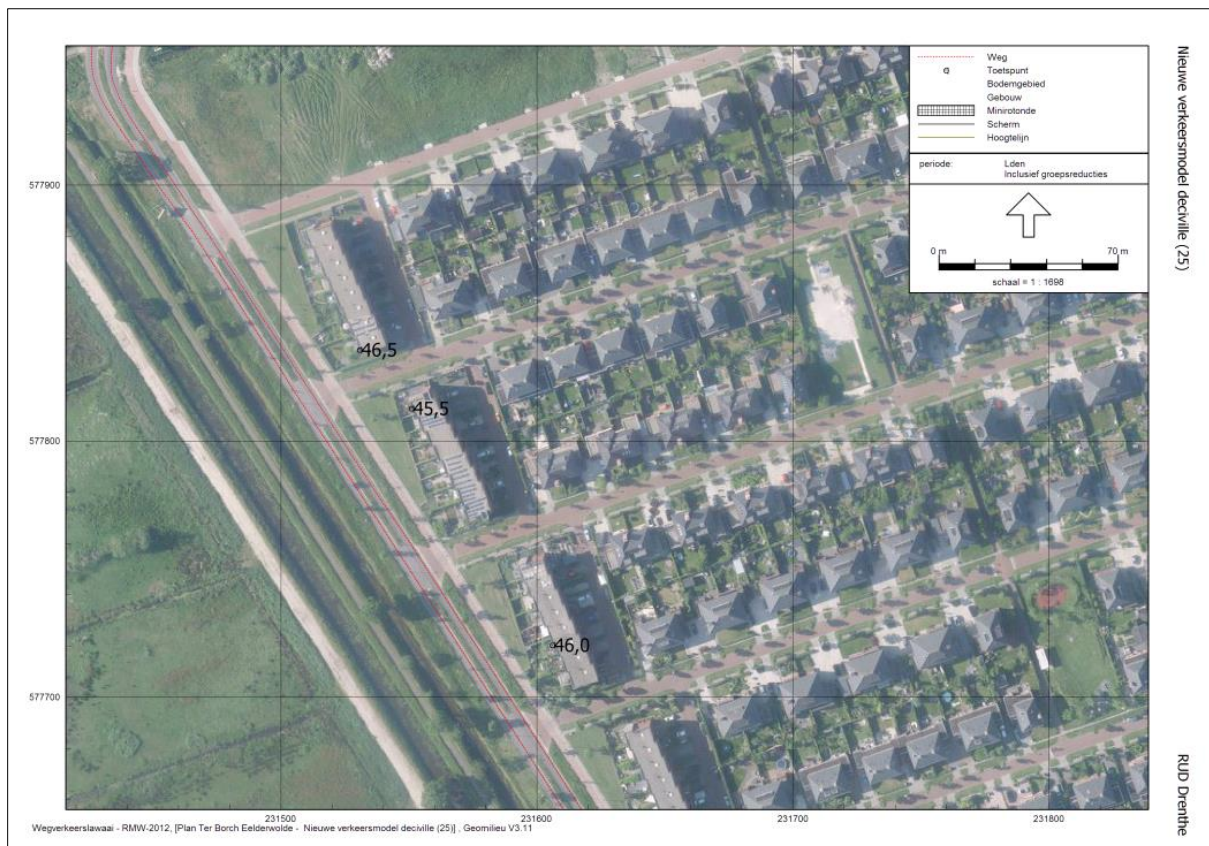 Weg
Toetspunt
Bodemgebied
Gebouw
Minirotonde
Scherm
Hoogtelijn
periode: Lden
Inclusief groepsreducties
0 m 70 m
schaal = 1 : 1698
Nieuwe verkeersmodel deciville (25)
577900
46,5
45,5
577800
46,0
577700
231500 231600 231700 231800
Wegverkeerslawaai - RMW-2012, [Plan Ter Borch Eelderwolde - Nieuwe verkeersmodel deciville (25)] , Geomilieu V3.11
RUD Drenthe